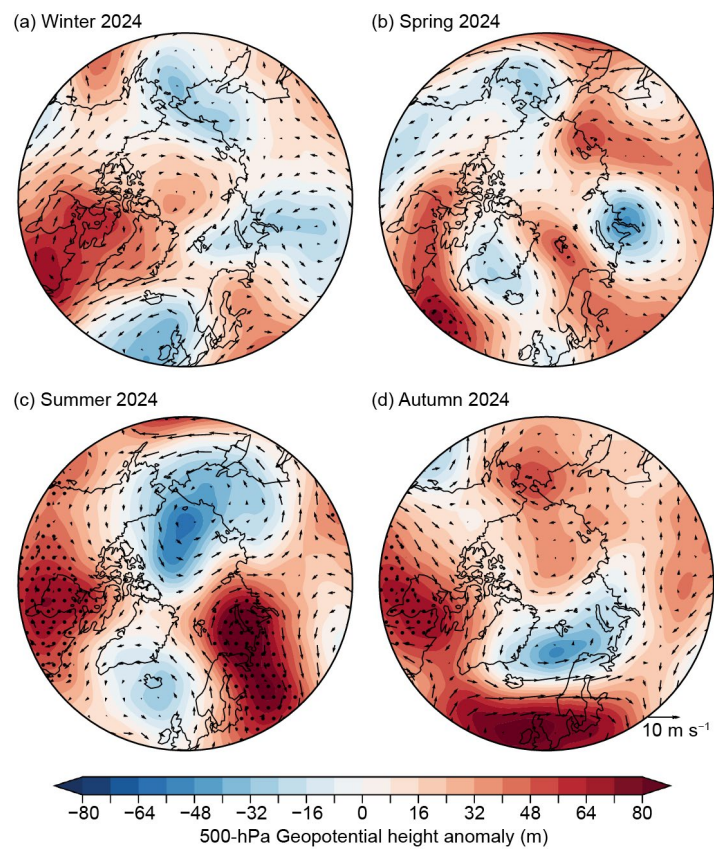 (a) Winter 2024
(b) Spring 2024
(c) Summer 2024
(d) Autumn 2024
10 m s⁻¹
−80 −64 −48 −32 −16 0 16 32 48 64 80
500-hPa Geopotential height anomaly (m)